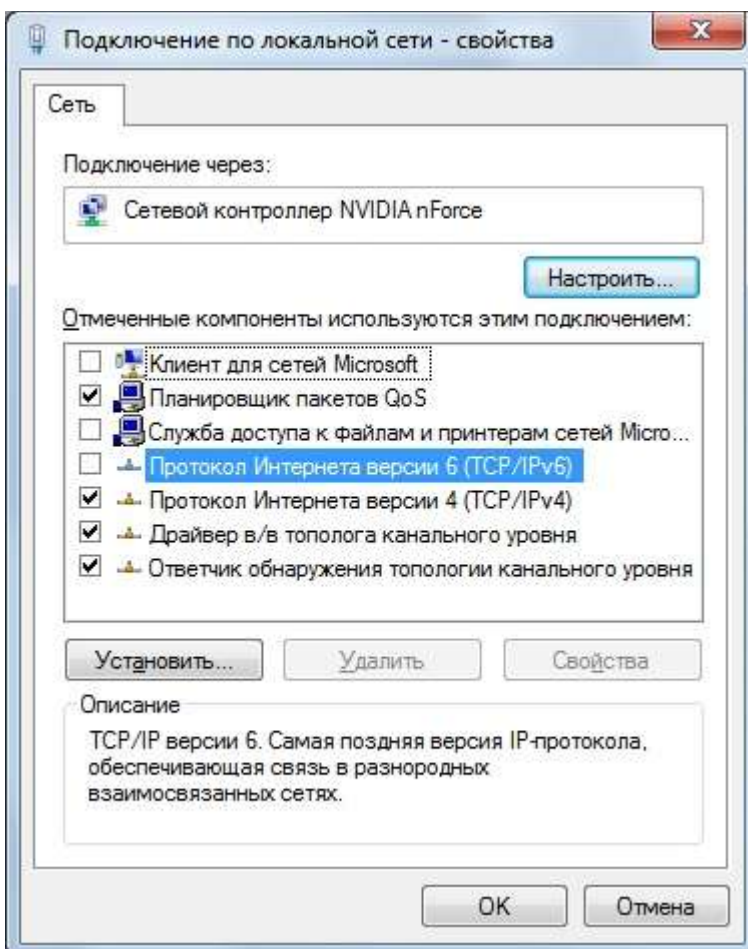 Подключение по локальной сети - свойства
Сеть
Подключение через:
Сетевой контроллер NVIDIA nForce
Настроить...
Отмеченные компоненты используются этим подключением:
Клиент для сетей Microsoft
Планировщик пакетов QoS
Служба доступа к файлам и принтерам сетей Micro...
Протокол Интернета версии 6 (TCP/IPv6)
Протокол Интернета версии 4 (TCP/IPv4)
Драйвер в/в тополога канального уровня
Ответчик обнаружения топологии канального уровня
Установить... Удалить Свойства
Описание
TCP/IP версии 6. Самая поздняя версия IP-протокола,
обеспечивающая связь в разнородных
взаимосвязанных сетях.
OK Отмена